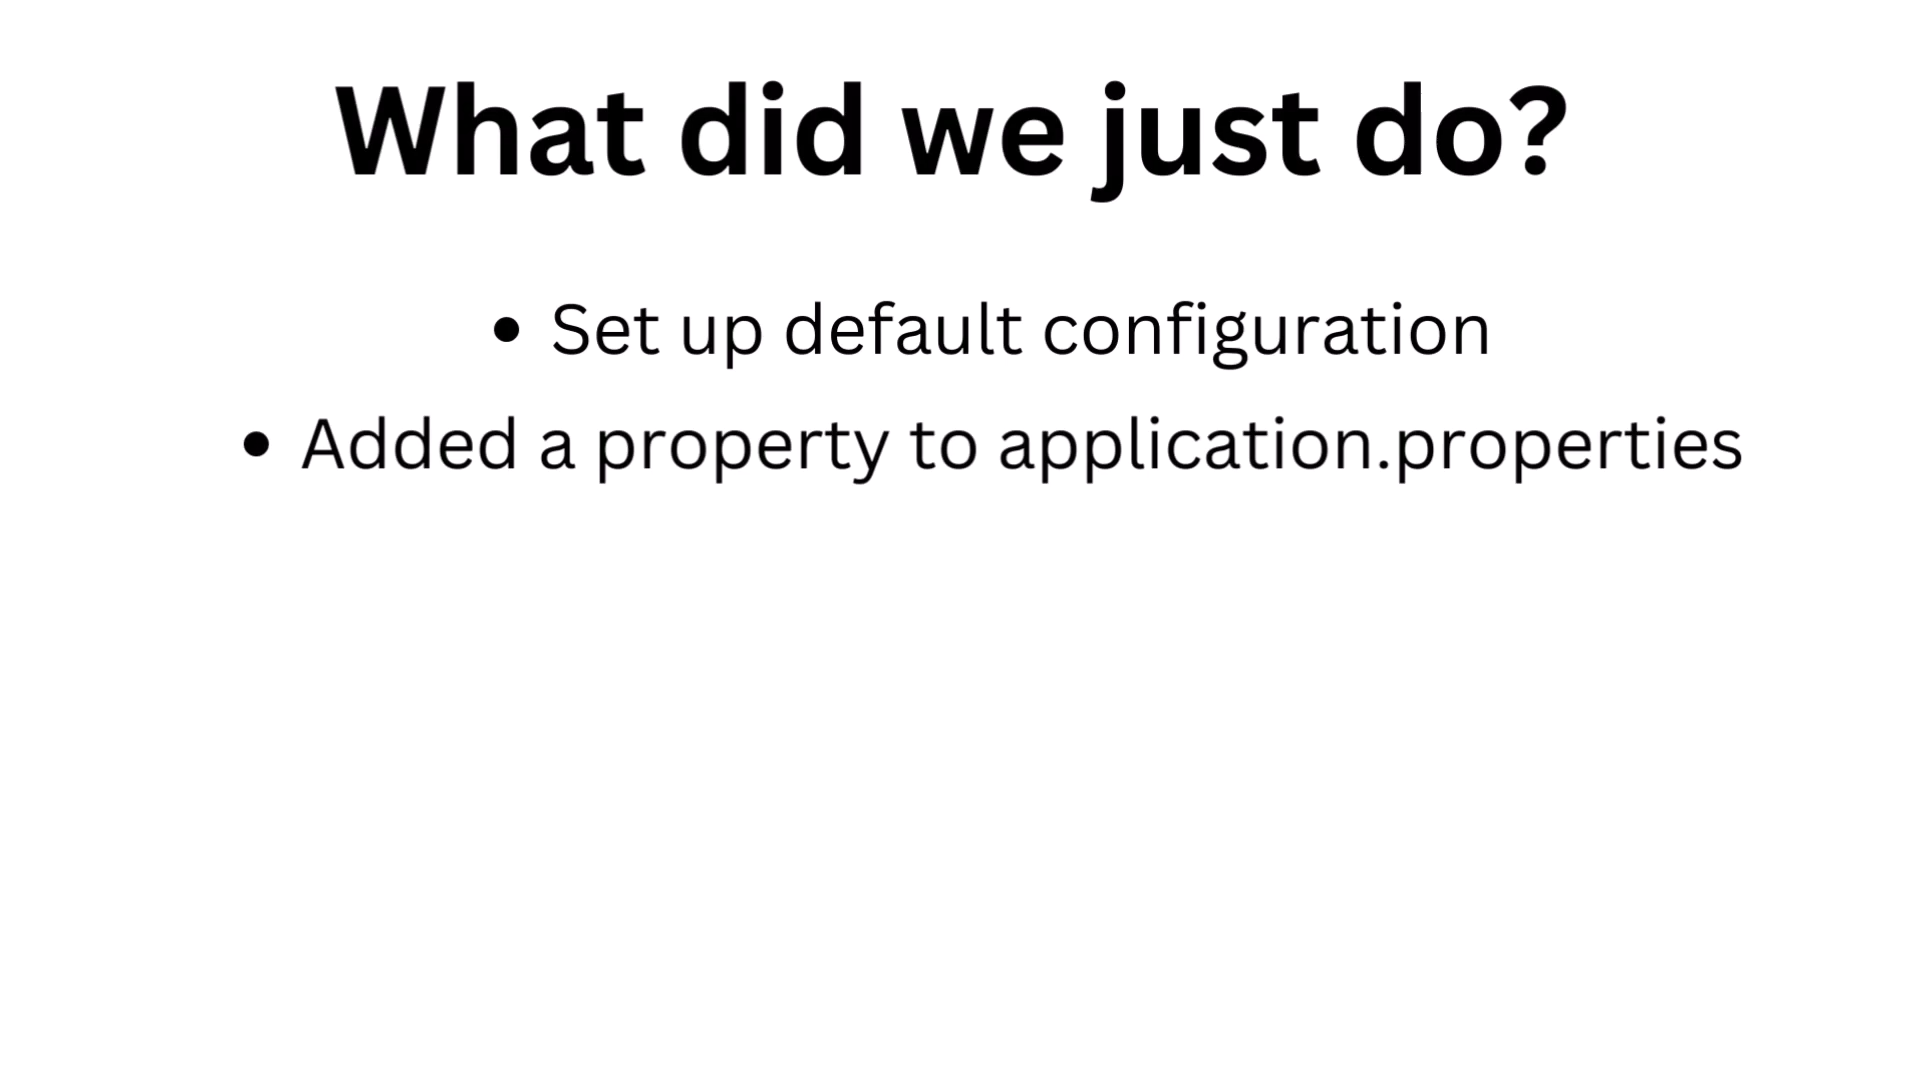 What did we just do?
• Set up default configuration
• Added a property to application.properties